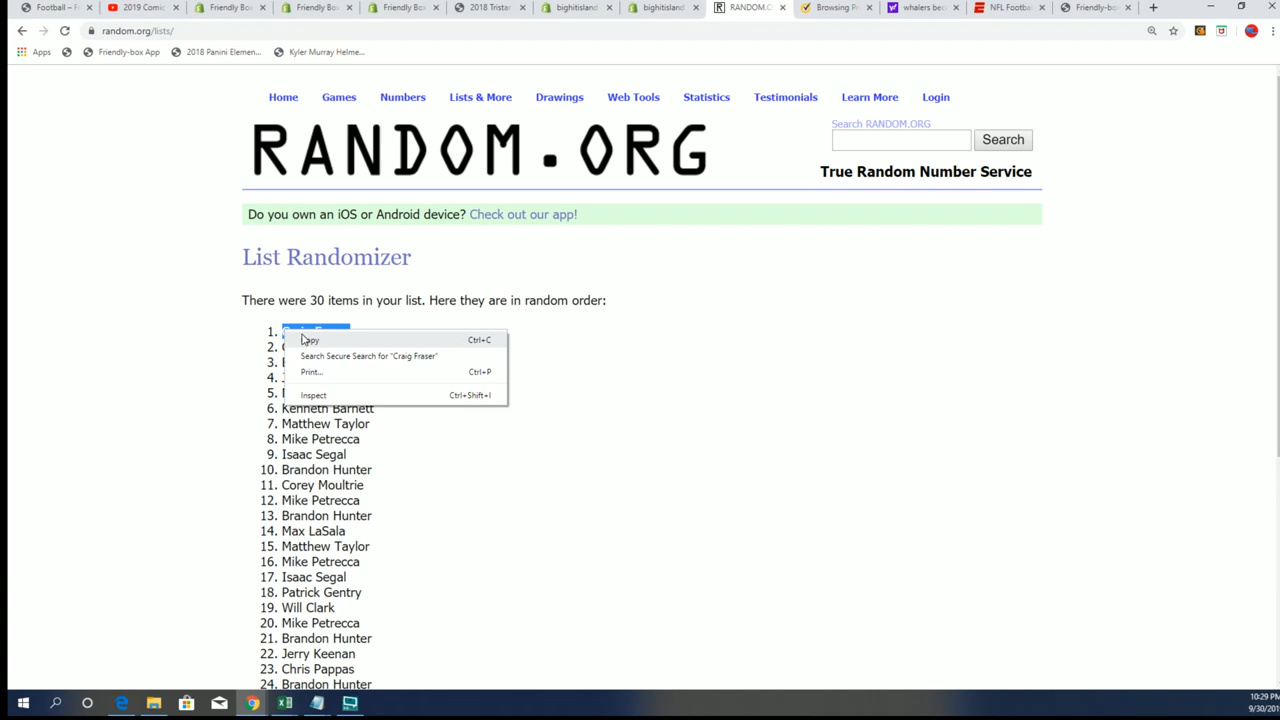 Football – F
2019 Comic
Friendly Bo
Friendly Box
Friendly Box
2018 Tristar
bighitisland
bighitisland
RANDOM.
Browsing Pr
whalers bec
NFL Footba
Friendly-bo
random.org/lists/
Apps
Friendly-box App
2018 Panini Elemen...
Kyler Murray Helme...
Home
Games
Numbers
Lists & More
Drawings
Web Tools
Statistics
Testimonials
Learn More
Login
RANDOM.ORG
Search RANDOM.ORG
Search
True Random Number Service
Do you own an iOS or Android device? Check out our app!
List Randomizer
There were 30 items in your list. Here they are in random order:
1.
Copy Ctrl+C
2.
Search Secure Search for "Craig Fraser"
3.
Print... Ctrl+P
4.
5.
Inspect Ctrl+Shift+I
6. Kenneth Barnett
7. Matthew Taylor
8. Mike Petrecca
9. Isaac Segal
10. Brandon Hunter
11. Corey Moultrie
12. Mike Petrecca
13. Brandon Hunter
14. Max LaSala
15. Matthew Taylor
16. Mike Petrecca
17. Isaac Segal
18. Patrick Gentry
19. Will Clark
20. Mike Petrecca
21. Brandon Hunter
22. Jerry Keenan
23. Chris Pappas
24. Brandon Hunter
10:29 PM
9/30/20